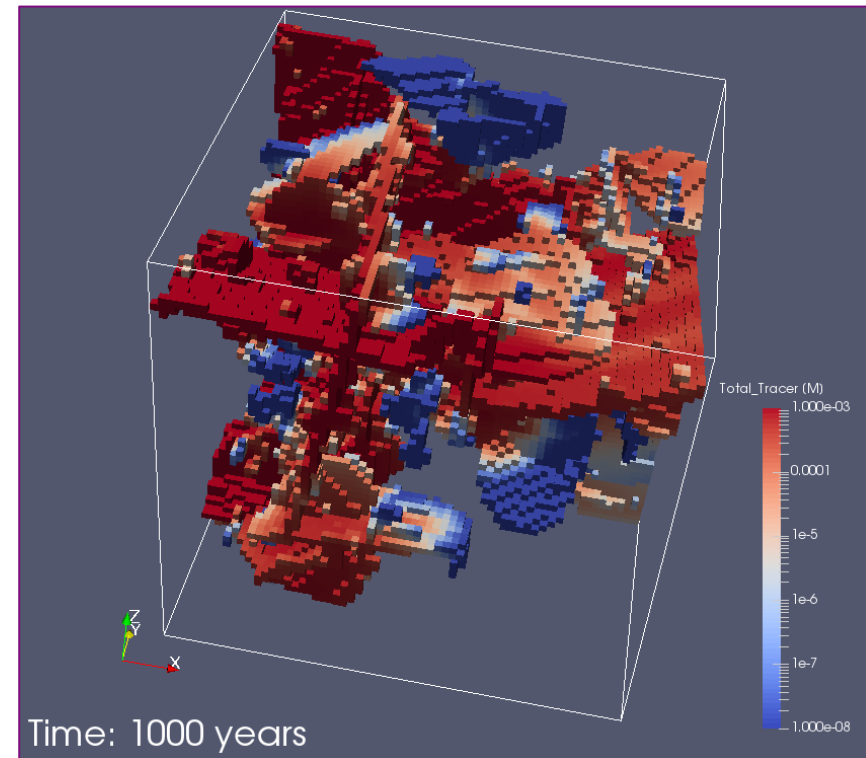 Total_Tracer (M)
1.000e-03
0.0001
1e-5
1e-6
1e-7
1.000e-08
Z
Y
X
Time: 1000 years